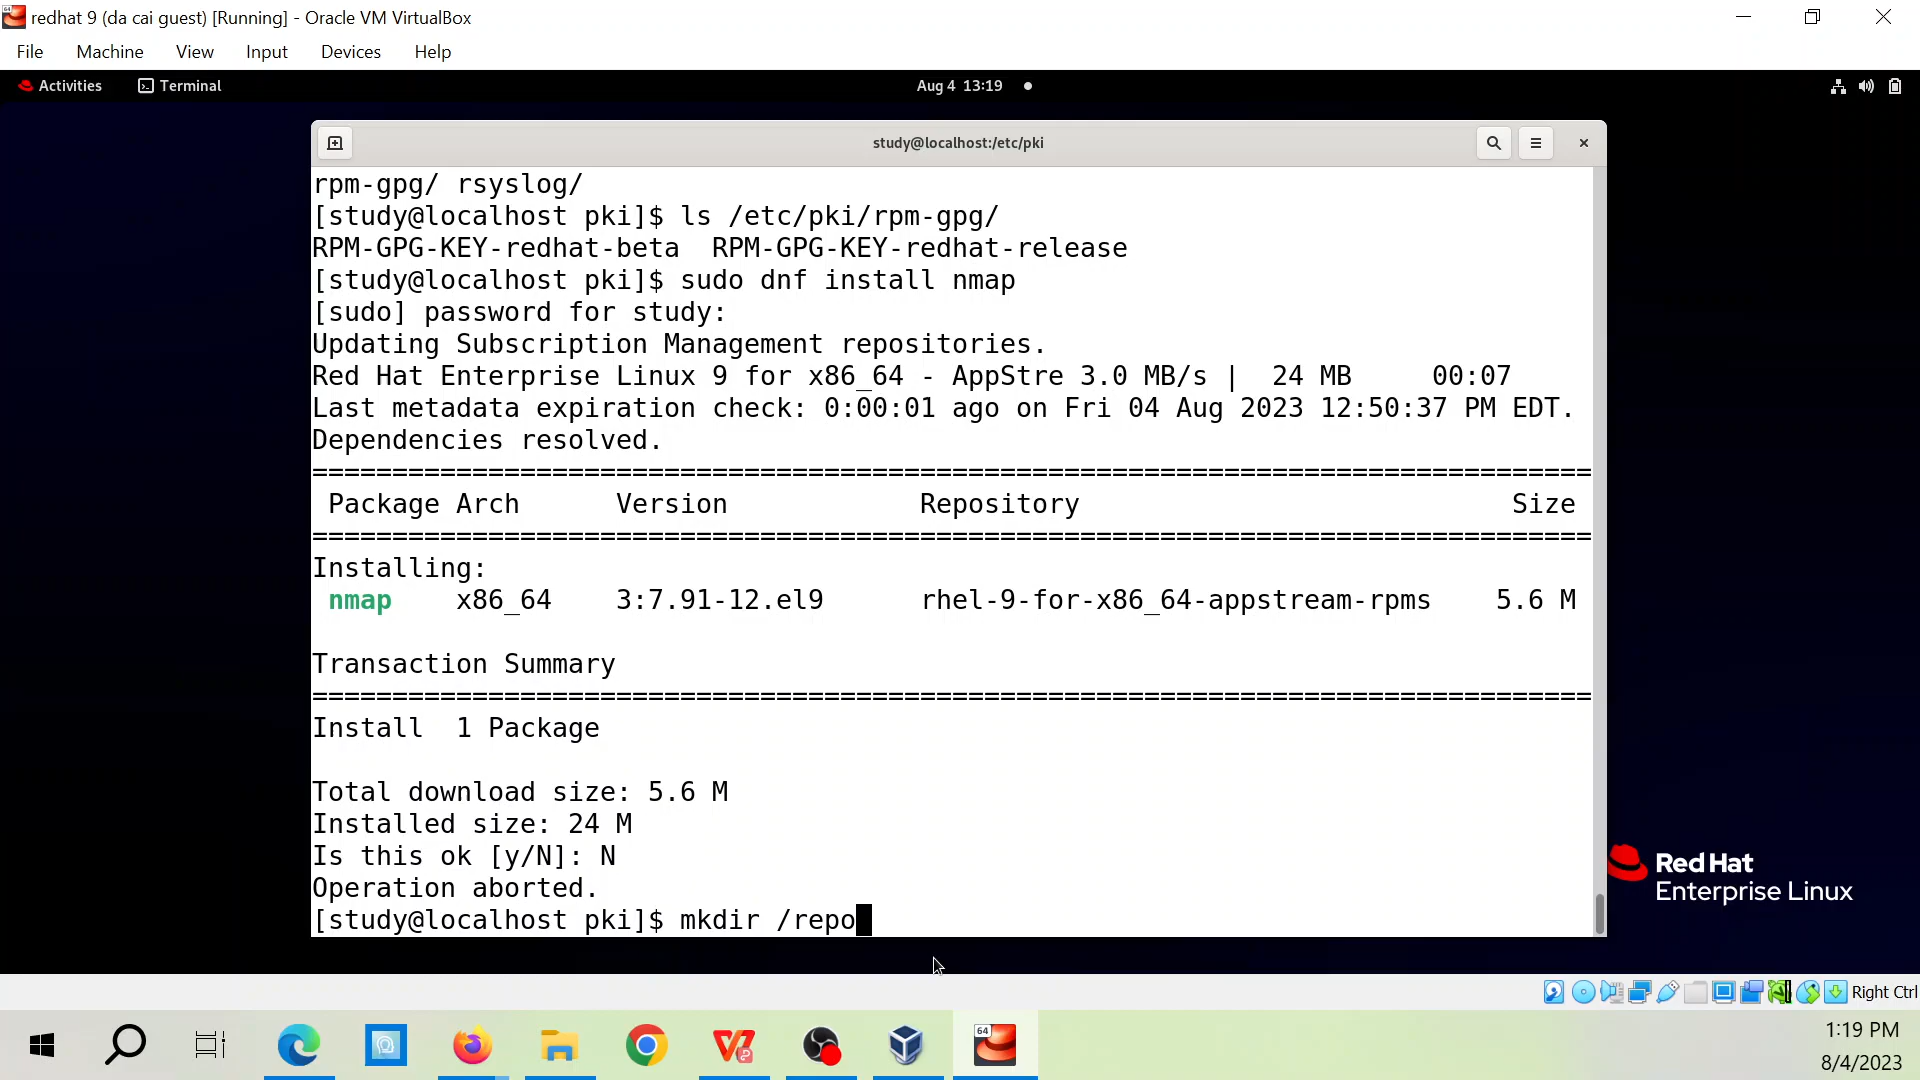 redhat 9 (da cai guest) [Running] - Oracle VM VirtualBox
File Machine View Input Devices Help
Activities Terminal Aug 4 13:19
study@localhost:/etc/pki
rpm-gpg/ rsyslog/
[study@localhost pki]$ ls /etc/pki/rpm-gpg/
RPM-GPG-KEY-redhat-beta  RPM-GPG-KEY-redhat-release
[study@localhost pki]$ sudo dnf install nmap
[sudo] password for study:
Updating Subscription Management repositories.
Red Hat Enterprise Linux 9 for x86_64 - AppStre 3.0 MB/s |  24 MB     00:07
Last metadata expiration check: 0:00:01 ago on Fri 04 Aug 2023 12:50:37 PM EDT.
Dependencies resolved.
================================================================================
 Package Arch      Version            Repository                           Size
================================================================================
Installing:
 nmap    x86_64    3:7.91-12.el9      rhel-9-for-x86_64-appstream-rpms    5.6 M
Transaction Summary
================================================================================
Install  1 Package
Total download size: 5.6 M
Installed size: 24 M
Is this ok [y/N]: N
Operation aborted.
[study@localhost pki]$ mkdir /repo
Red Hat
Enterprise Linux
Right Ctrl
64
1:19 PM
8/4/2023